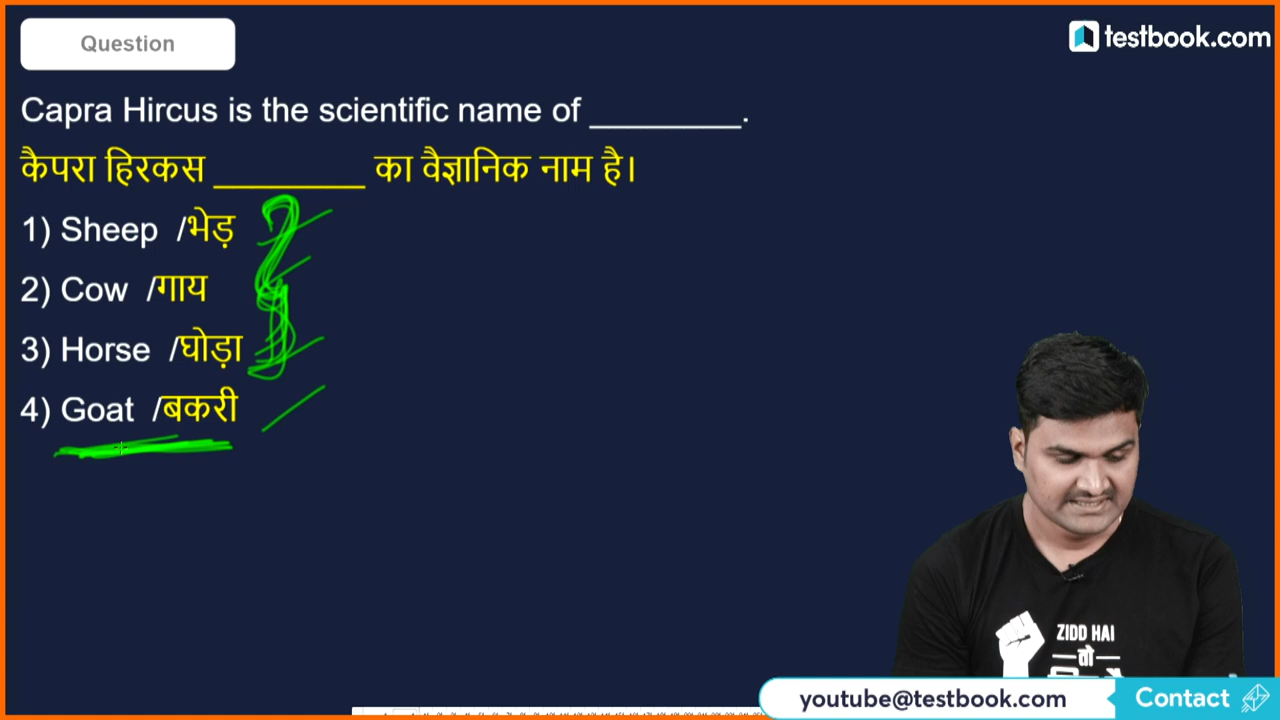 Question
testbook.com
Capra Hircus is the scientific name of ________.
कैपरा हिरकस ________ का वैज्ञानिक नाम है।
1) Sheep /भेड़
2) Cow /गाय
3) Horse /घोड़ा
4) Goat /बकरी
ZIDD HAI
तो
youtube@testbook.com
Contact